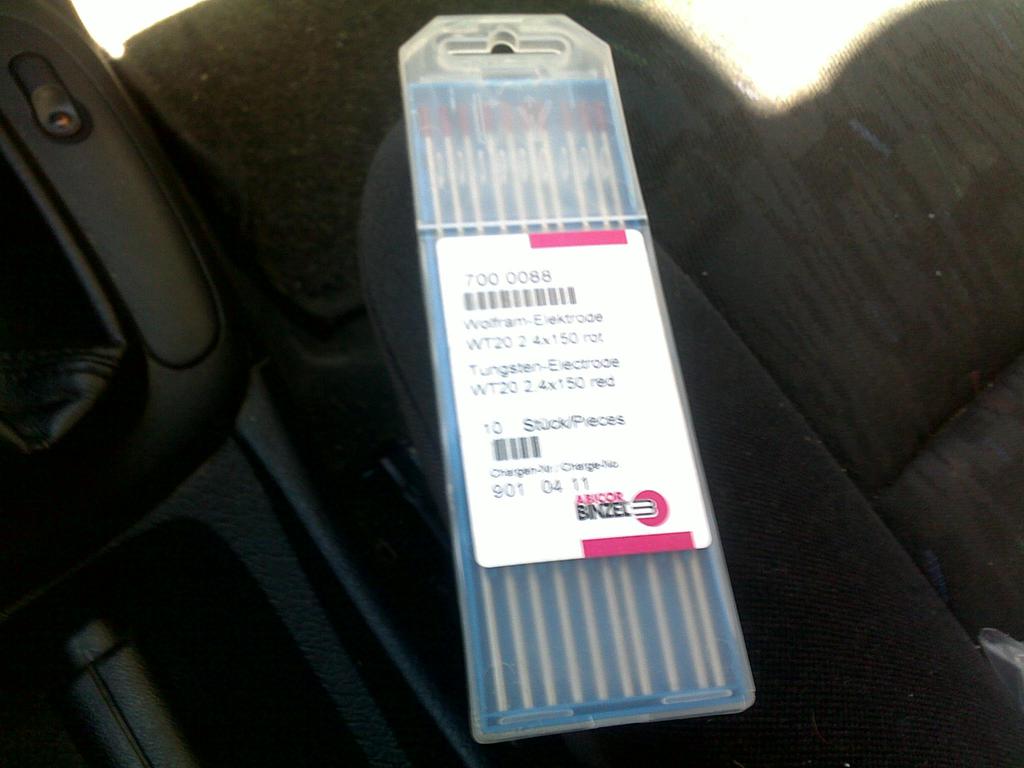 700 0088
Wolfram-Elektrode
WT20 2.4x150 rot
Tungsten-Electrode
WT20 2.4x150 red
10 Stück/Pieces
Chargen-Nr./Charge-No
901 04 11
ABICOR
BINZEL